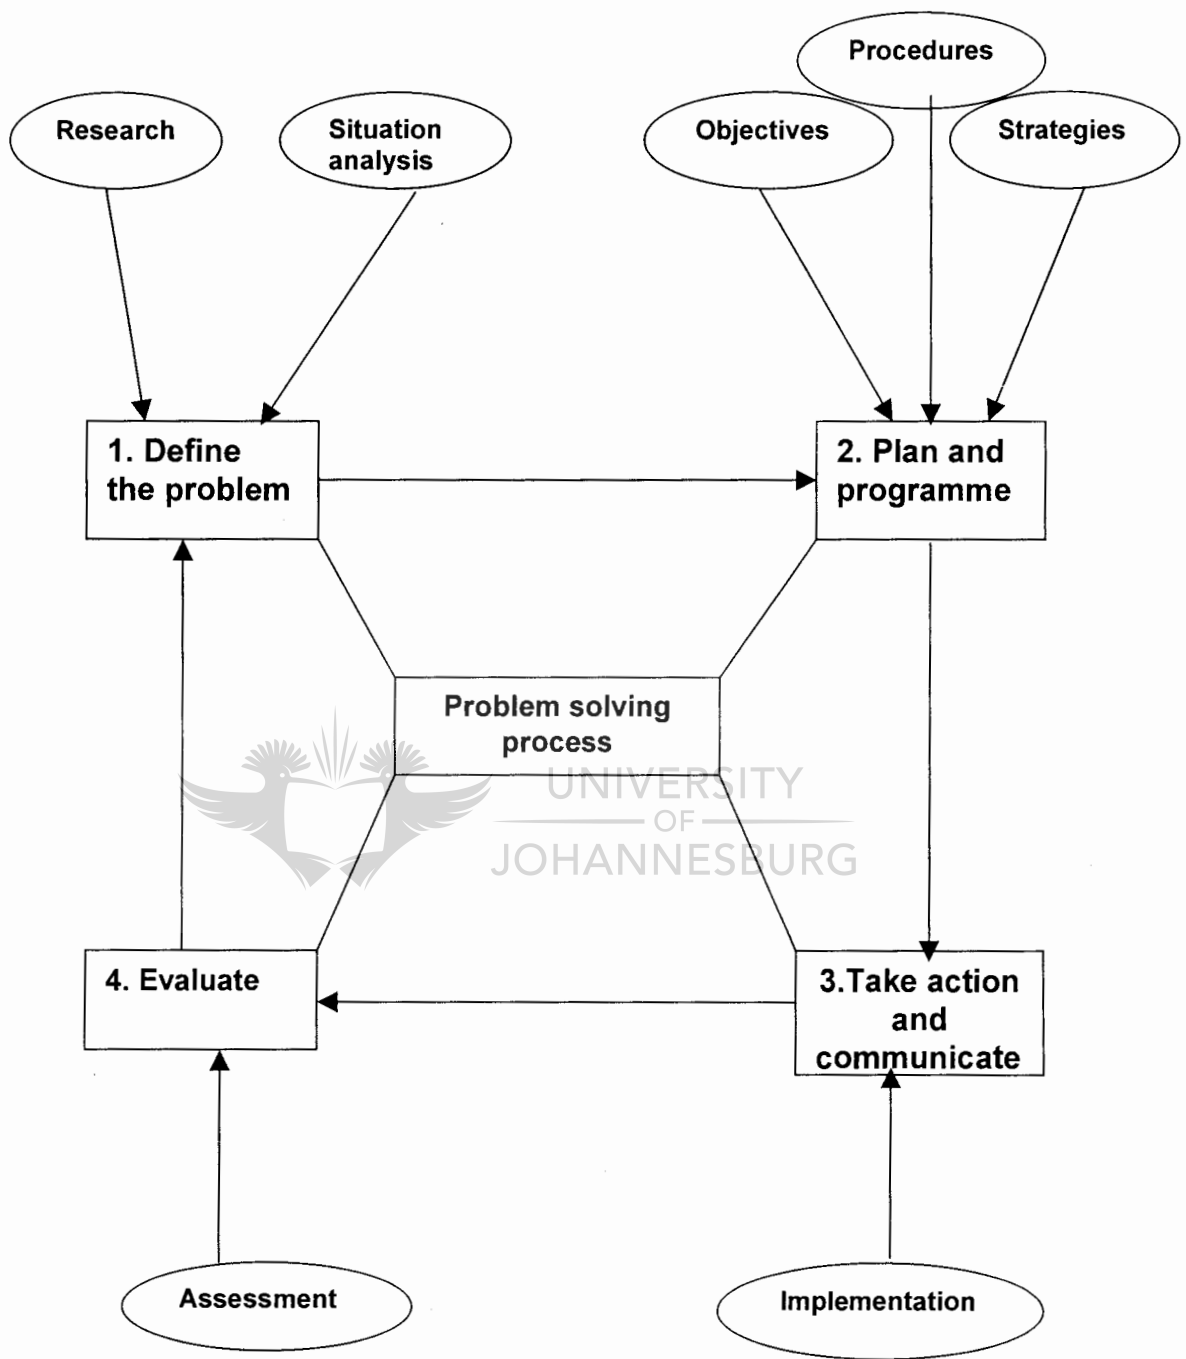 Procedures
Research
Situation
analysis
Objectives
Strategies
1. Define
the problem
2. Plan and
programme
Problem solving
process
UNIVERSITY
OF
JOHANNESBURG
4. Evaluate
3.Take action
and
communicate
Assessment
Implementation